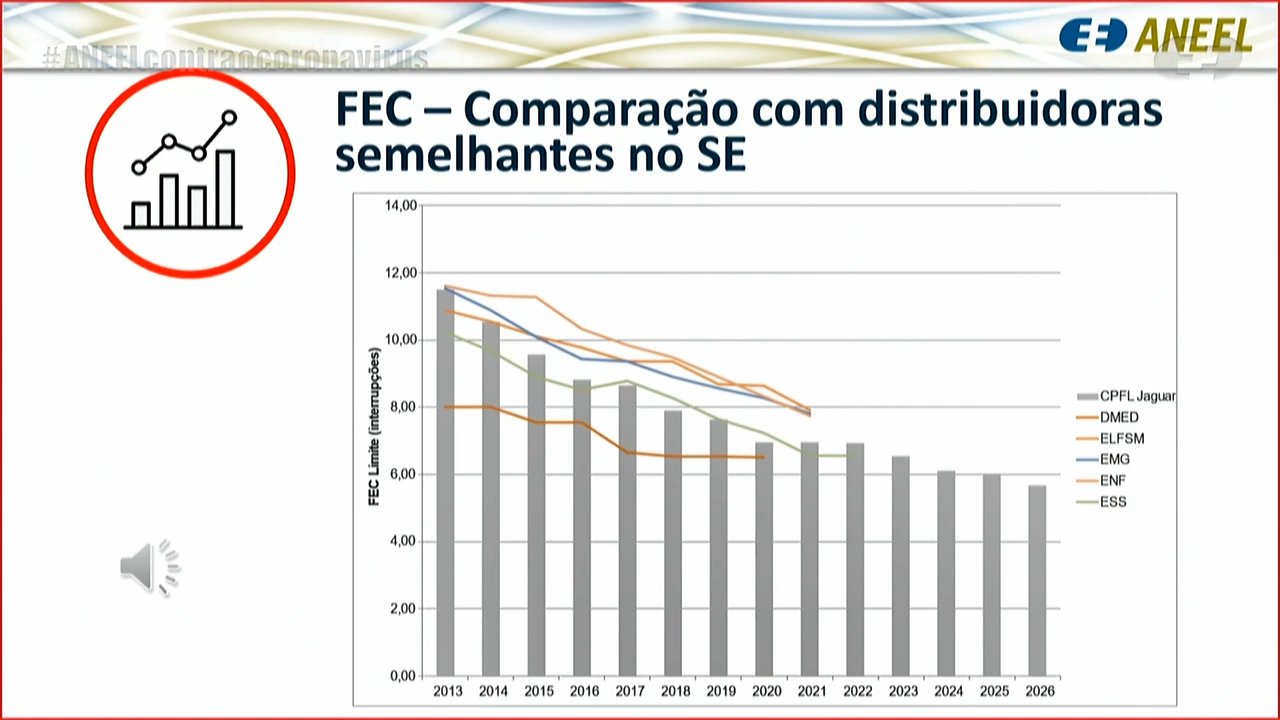 #ANEELcontraocoronavirus
ANEEL
FEC – Comparação com distribuidoras
semelhantes no SE
FEC Limite (interrupções)
14,00
12,00
10,00
8,00
6,00
4,00
2,00
0,00
2013 2014 2015 2016 2017 2018 2019 2020 2021 2022 2023 2024 2025 2026
CPFL Jaguar
DMED
ELFSM
EMG
ENF
ESS